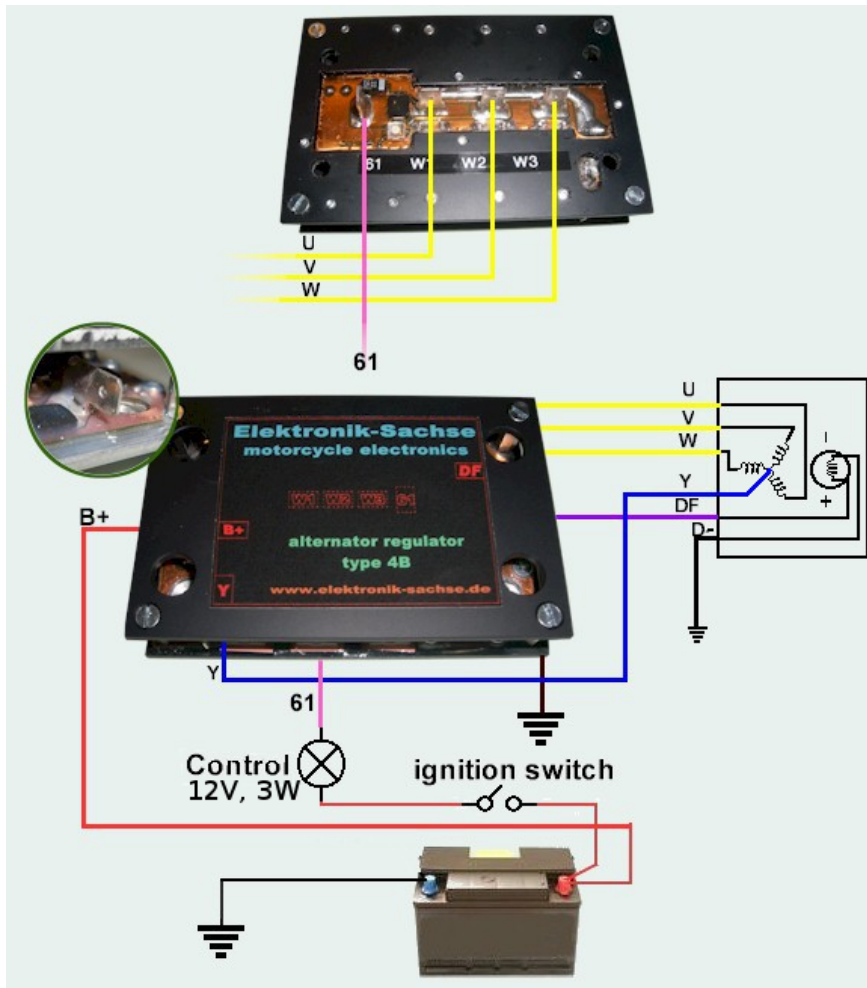 61 W1 W2 W3
U
V
W
61
U
V
W
Y
DF
D-
Elektronik-Sachse
motorcycle electronics
DF
W1 W2 W3 61
B+
B+
alternator regulator
type 4B
Y
www.elektronik-sachse.de
Y
61
Control
12V, 3W
ignition switch